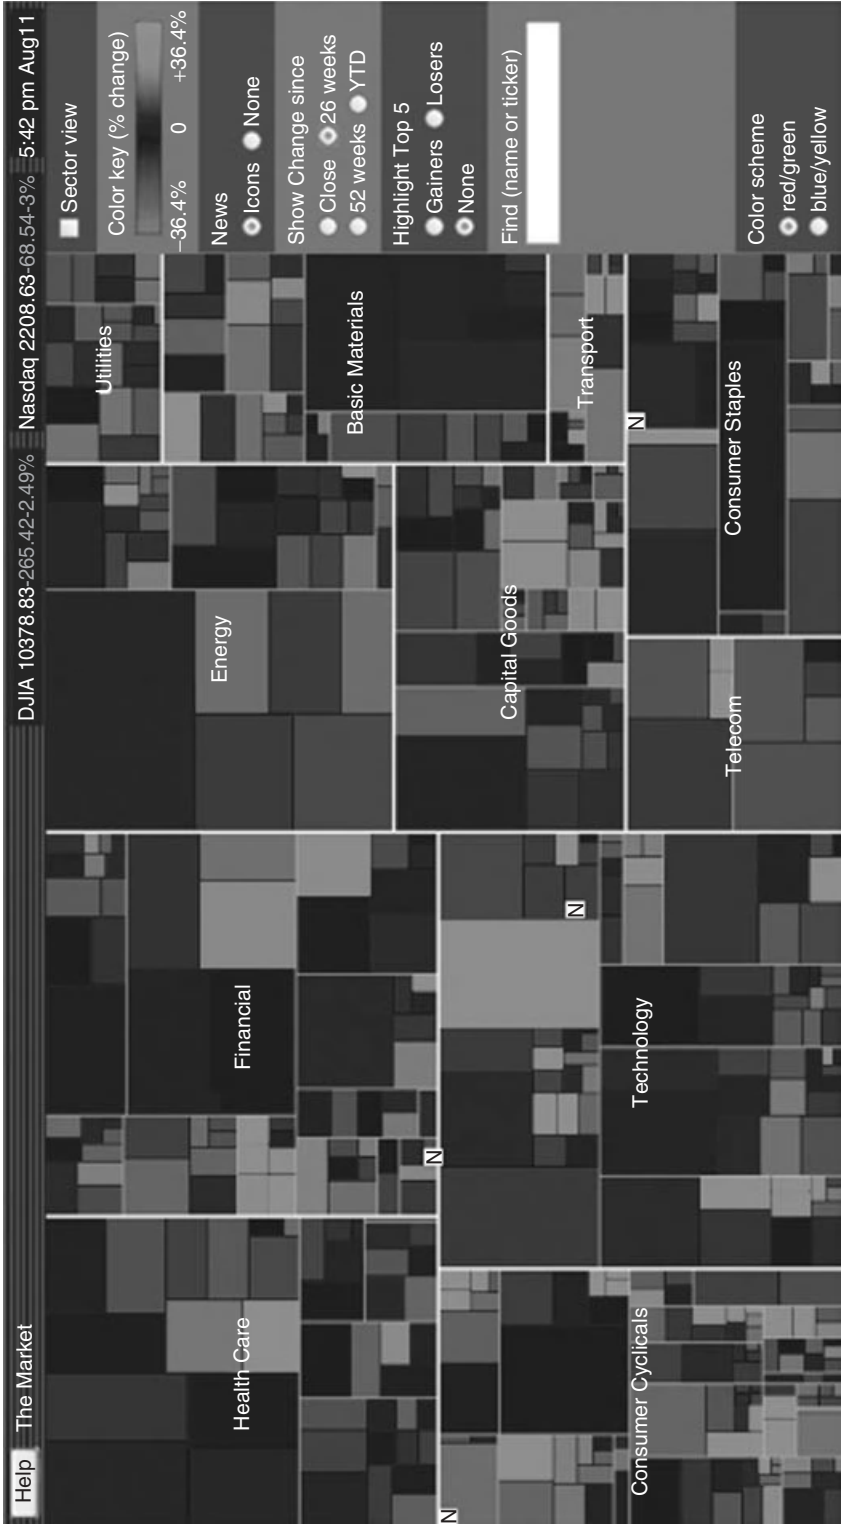 Help The Market DJIA 10378.83-265.42-2.49% Nasdaq 2208.63-68.54-3% 5:42 pm Aug11
Health Care
Financial
Energy
Utilities
Basic Materials
Transport
Capital Goods
Consumer Cyclicals
Technology
Telecom
Consumer Staples
N
N
N
N
Sector view
Color key (% change)
–36.4% 0 +36.4%
News
Icons None
Show Change since
Close 26 weeks
52 weeks YTD
Highlight Top 5
Gainers Losers
None
Find (name or ticker)
Color scheme
red/green
blue/yellow